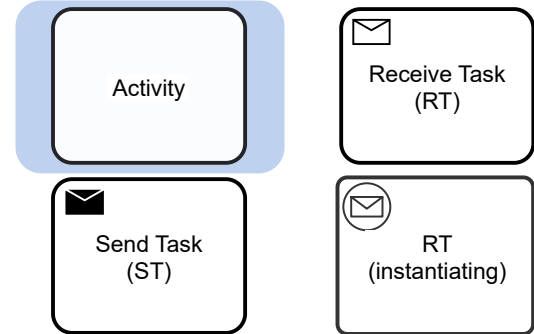 Activity
Receive Task
(RT)
Send Task
(ST)
RT
(instantiating)